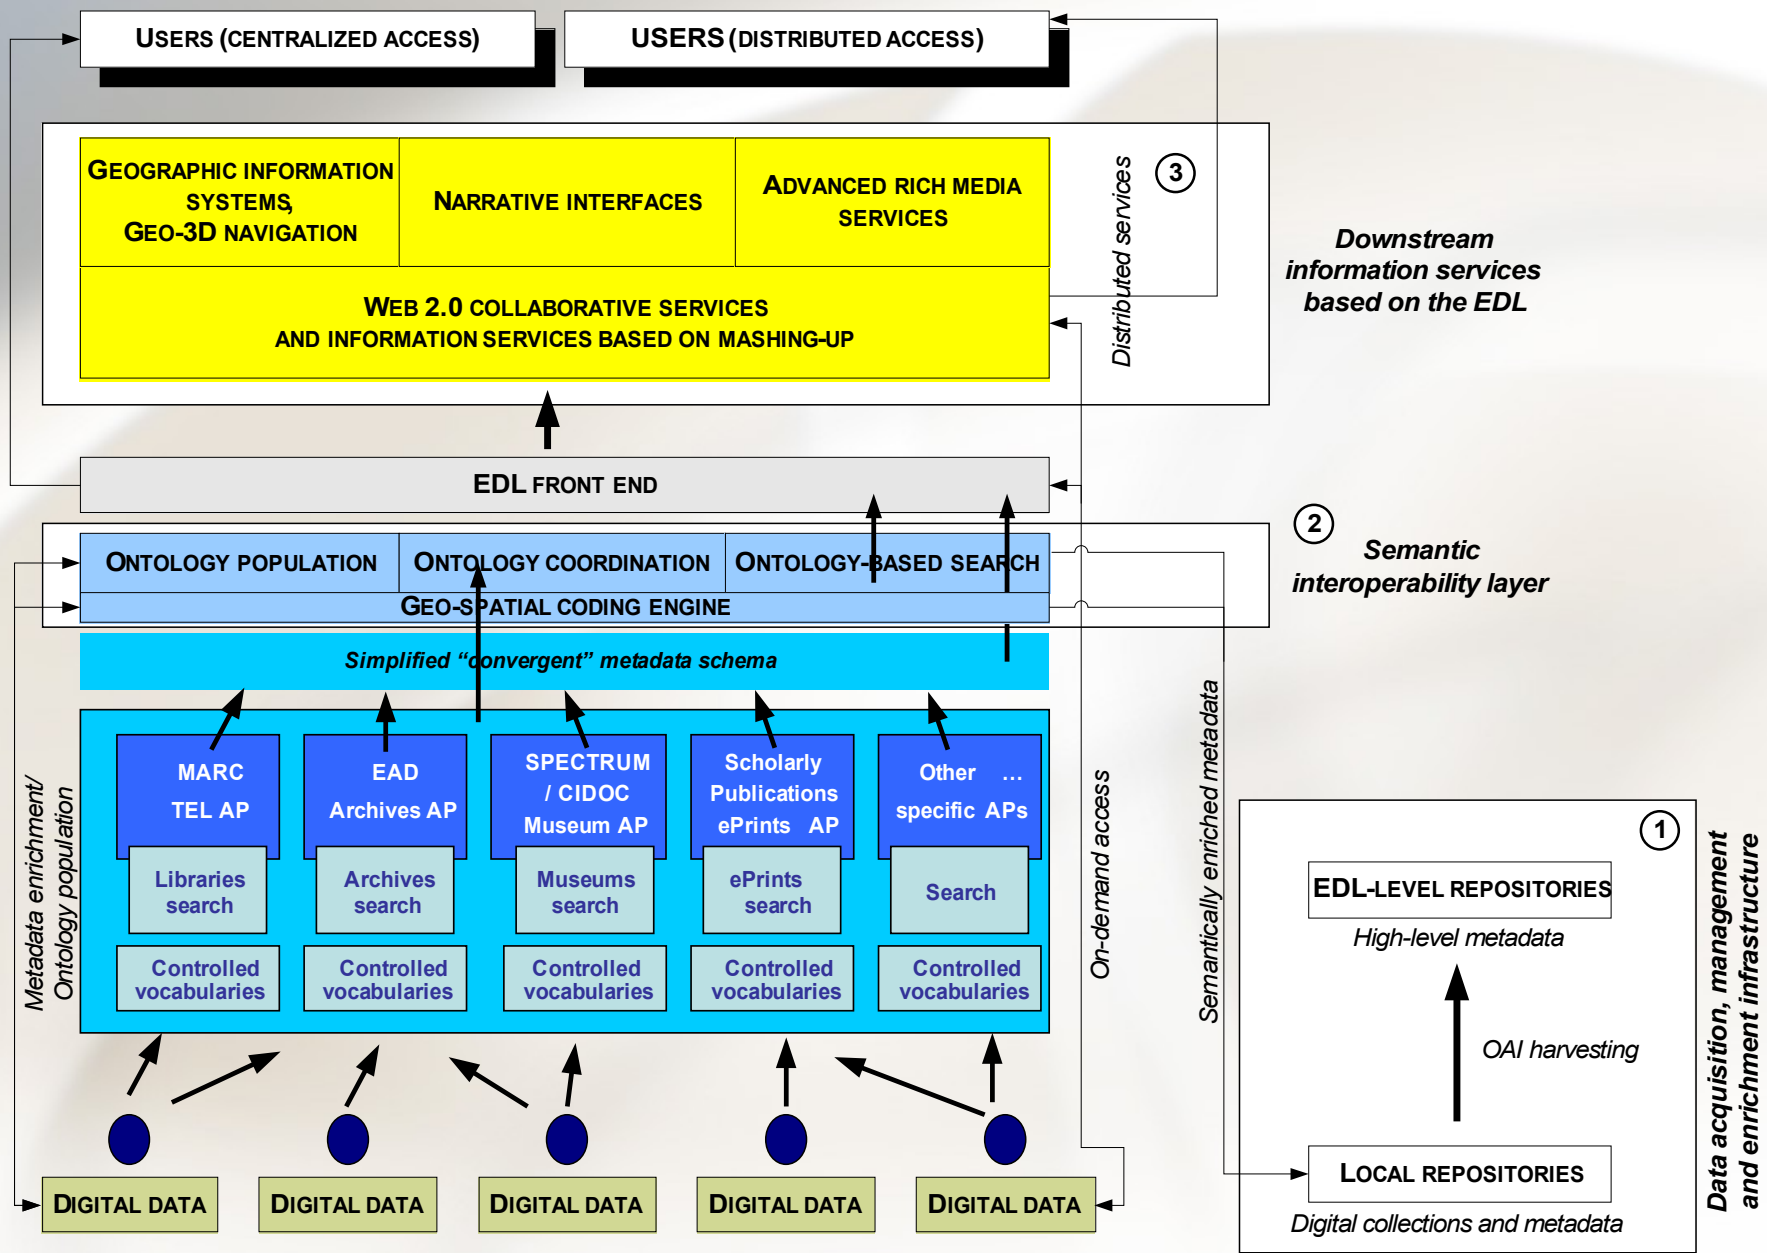 USERS (CENTRALIZED ACCESS)
USERS (DISTRIBUTED ACCESS)
GEOGRAPHIC INFORMATION
SYSTEMS,
GEO-3D NAVIGATION
NARRATIVE INTERFACES
ADVANCED RICH MEDIA
SERVICES
WEB 2.0 COLLABORATIVE SERVICES
AND INFORMATION SERVICES BASED ON MASHING-UP
Distributed services
3
Downstream
information services
based on the EDL
EDL FRONT END
ONTOLOGY POPULATION
ONTOLOGY COORDINATION
ONTOLOGY-BASED SEARCH
GEO-SPATIAL CODING ENGINE
2
Semantic
interoperability layer
Simplified “convergent” metadata schema
MARC
TEL AP
EAD
Archives AP
SPECTRUM
/ CIDOC
Museum AP
Scholarly
Publications
ePrints AP
Other ...
specific APs
Libraries
search
Archives
search
Museums
search
ePrints
search
Search
Controlled
vocabularies
Controlled
vocabularies
Controlled
vocabularies
Controlled
vocabularies
Controlled
vocabularies
Metadata enrichment/
Ontology population
On-demand access
Semantically enriched metadata
DIGITAL DATA
DIGITAL DATA
DIGITAL DATA
DIGITAL DATA
DIGITAL DATA
1
EDL-LEVEL REPOSITORIES
High-level metadata
OAI harvesting
LOCAL REPOSITORIES
Digital collections and metadata
Data acquisition, management
and enrichment infrastructure